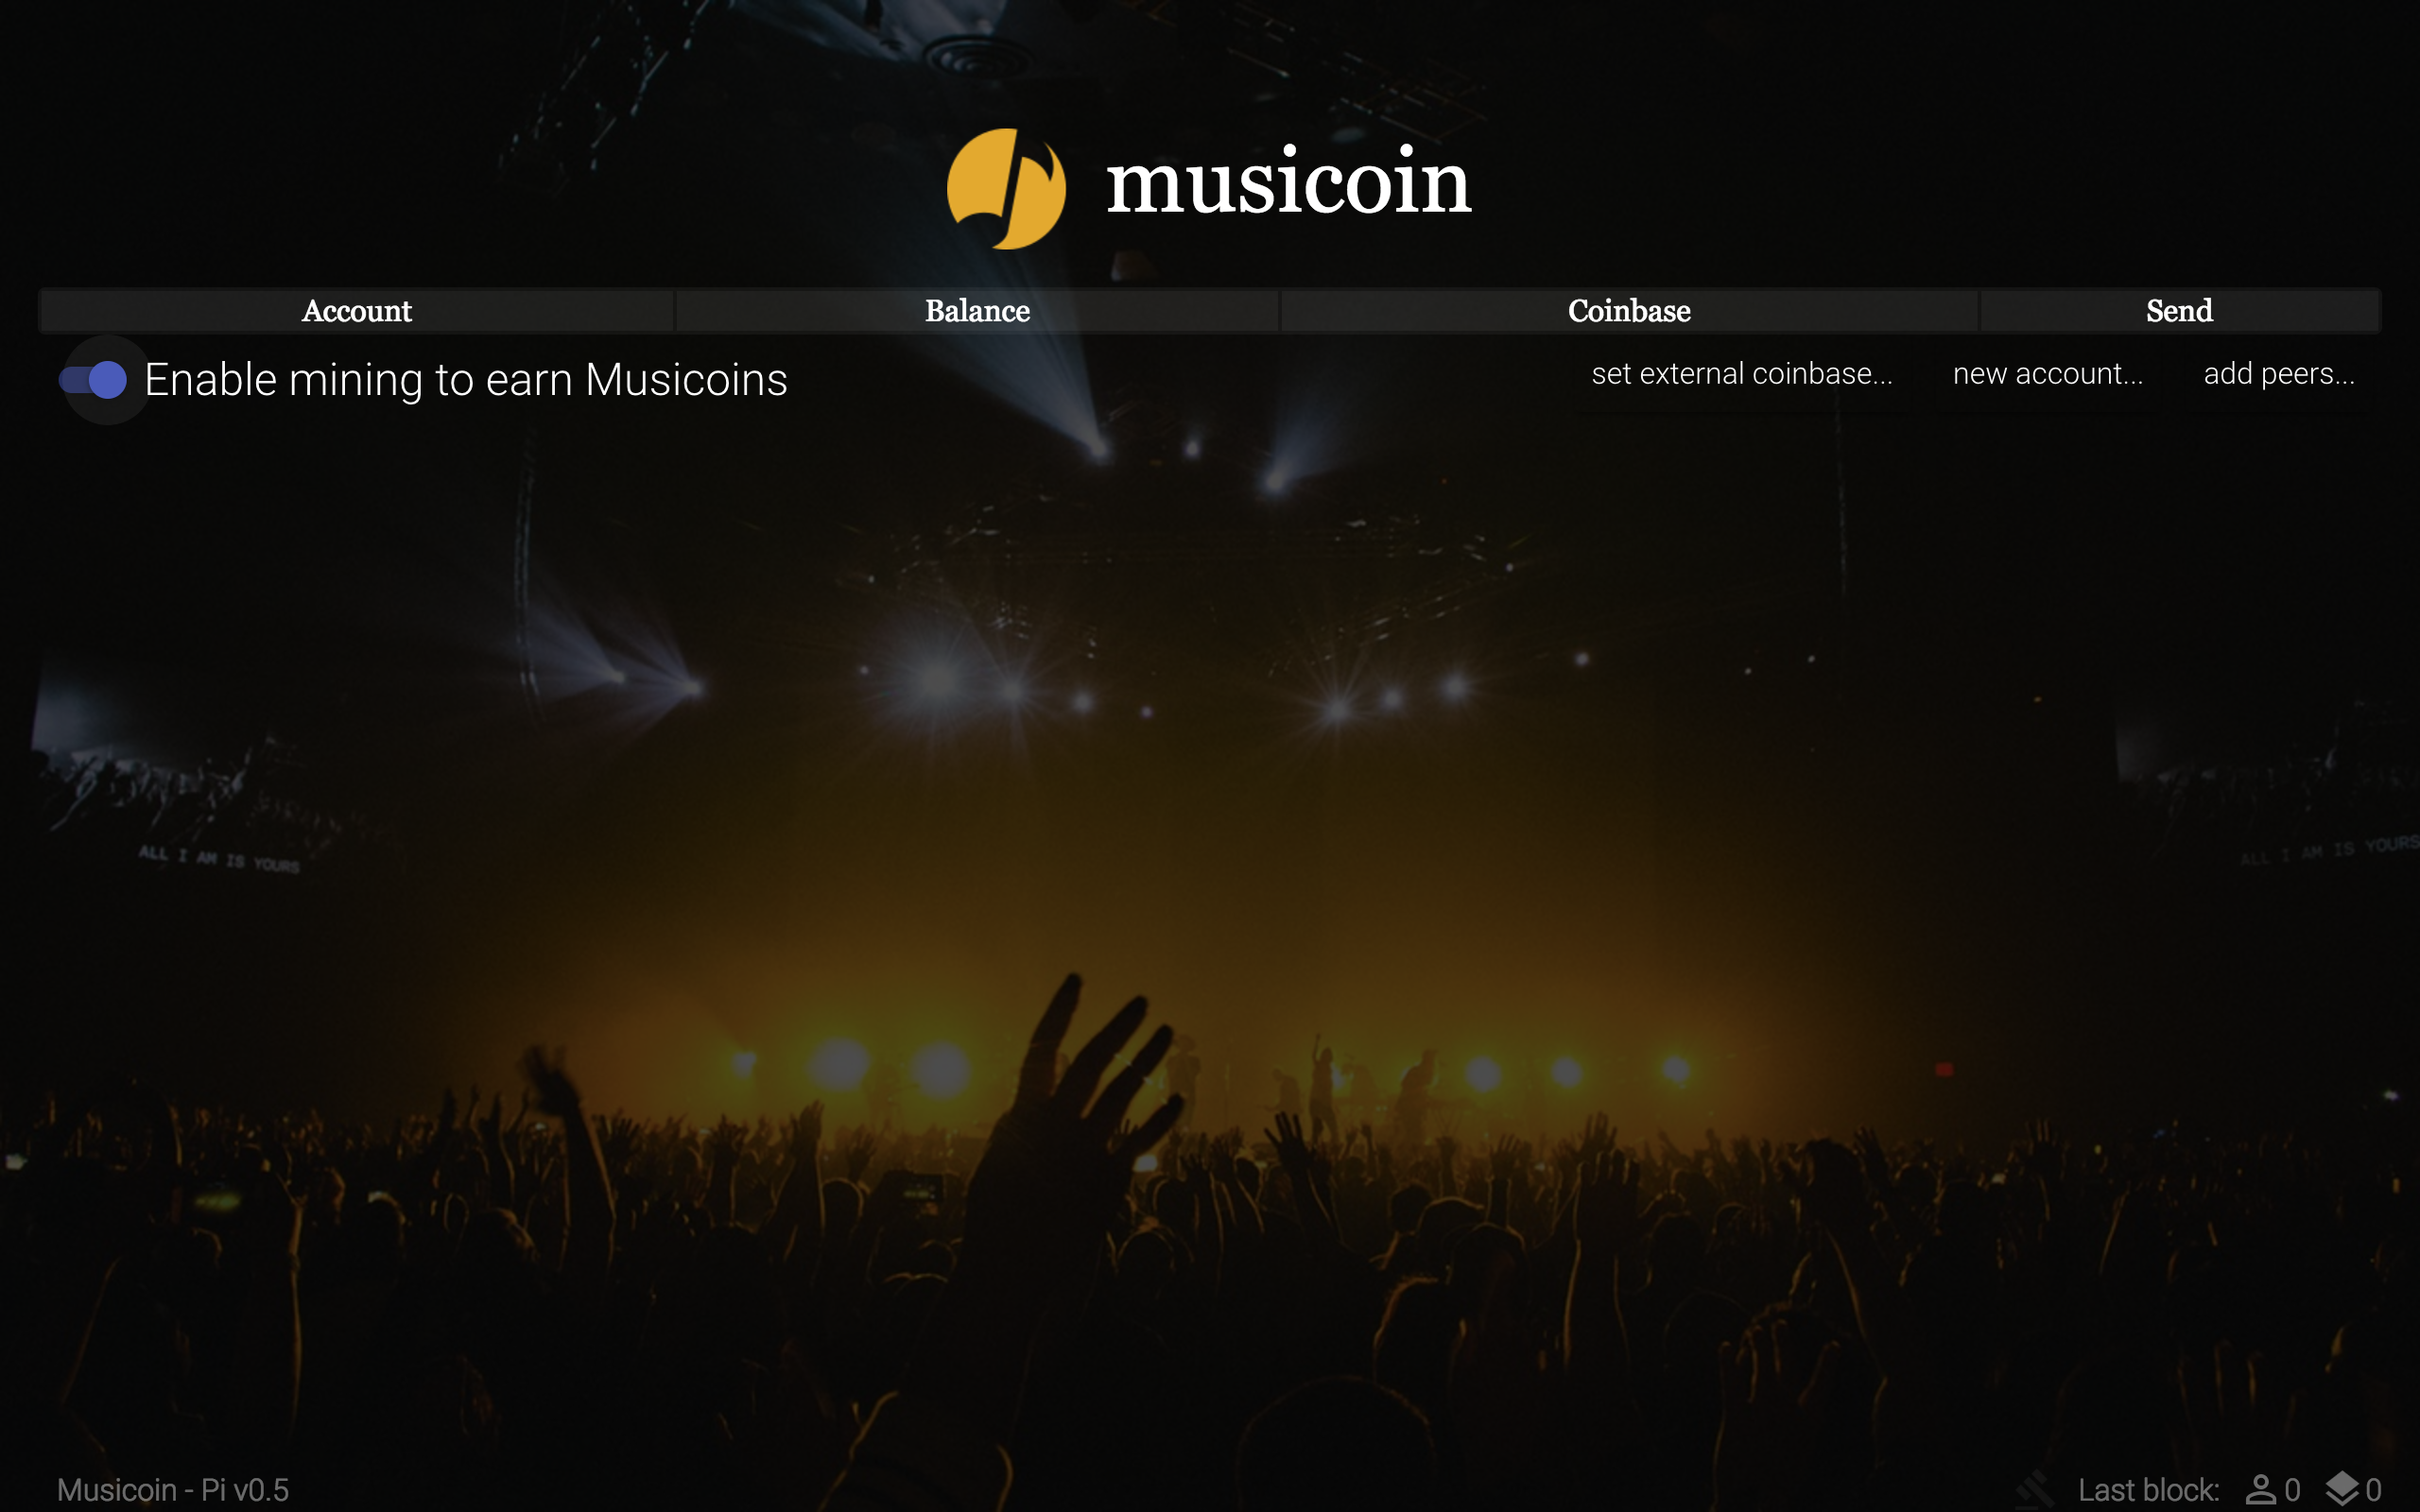 musicoin
Account Balance Coinbase Send
Enable mining to earn Musicoins set external coinbase... new account... add peers...
ALL I AM IS YOURS ALL I AM IS YOURS
Musicoin - Pi v0.5 Last block: 0 0